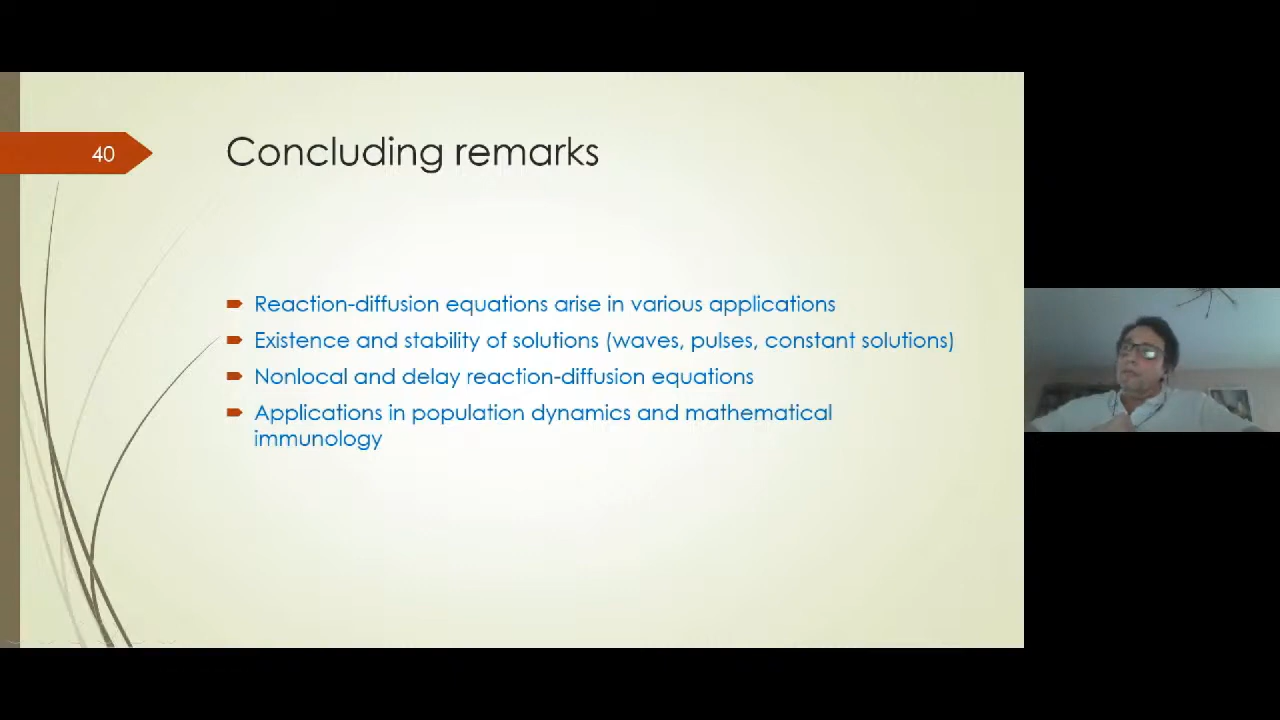 40
Concluding remarks
Reaction-diffusion equations arise in various applications
Existence and stability of solutions (waves, pulses, constant solutions)
Nonlocal and delay reaction-diffusion equations
Applications in population dynamics and mathematical
immunology